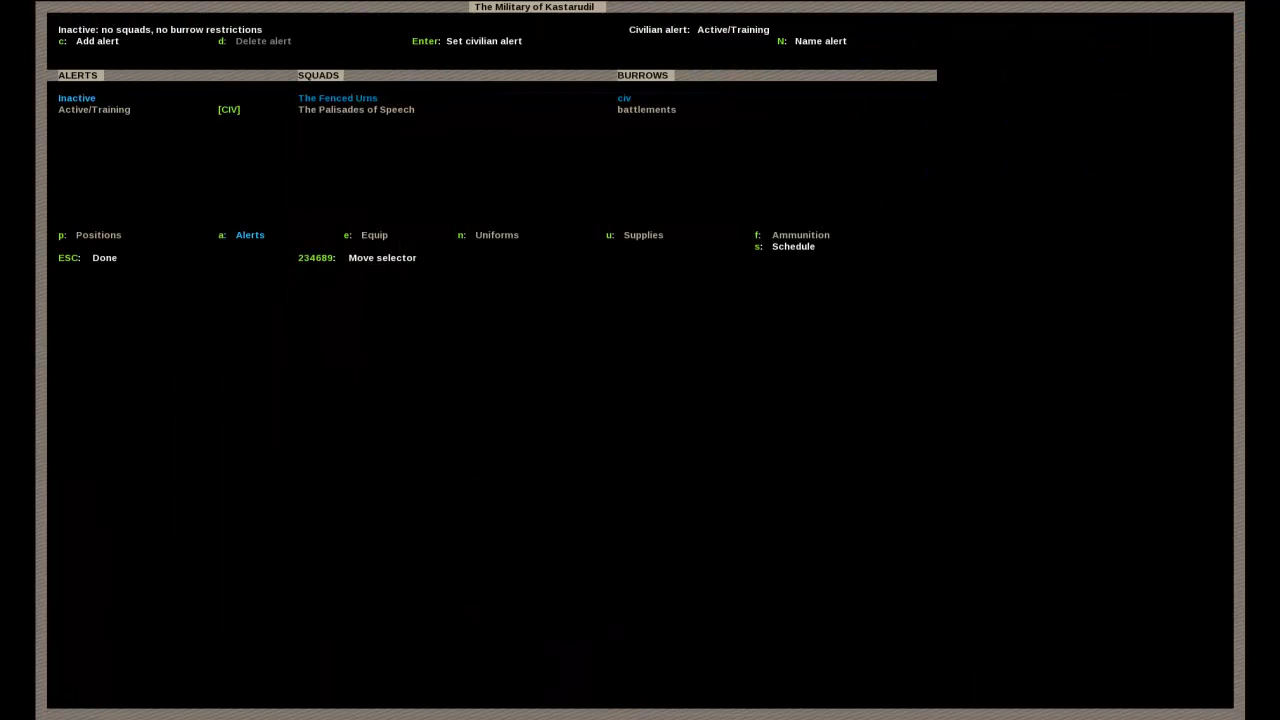 The Military of Kastarudil
Inactive: no squads, no burrow restrictions Civilian alert: Active/Training
c: Add alert d: Delete alert Enter: Set civilian alert N: Name alert
ALERTS SQUADS BURROWS
Inactive The Fenced Urns civ
Active/Training [CIV] The Palisades of Speech battlements
p: Positions a: Alerts e: Equip n: Uniforms u: Supplies f: Ammunition
s: Schedule
ESC: Done 234689: Move selector